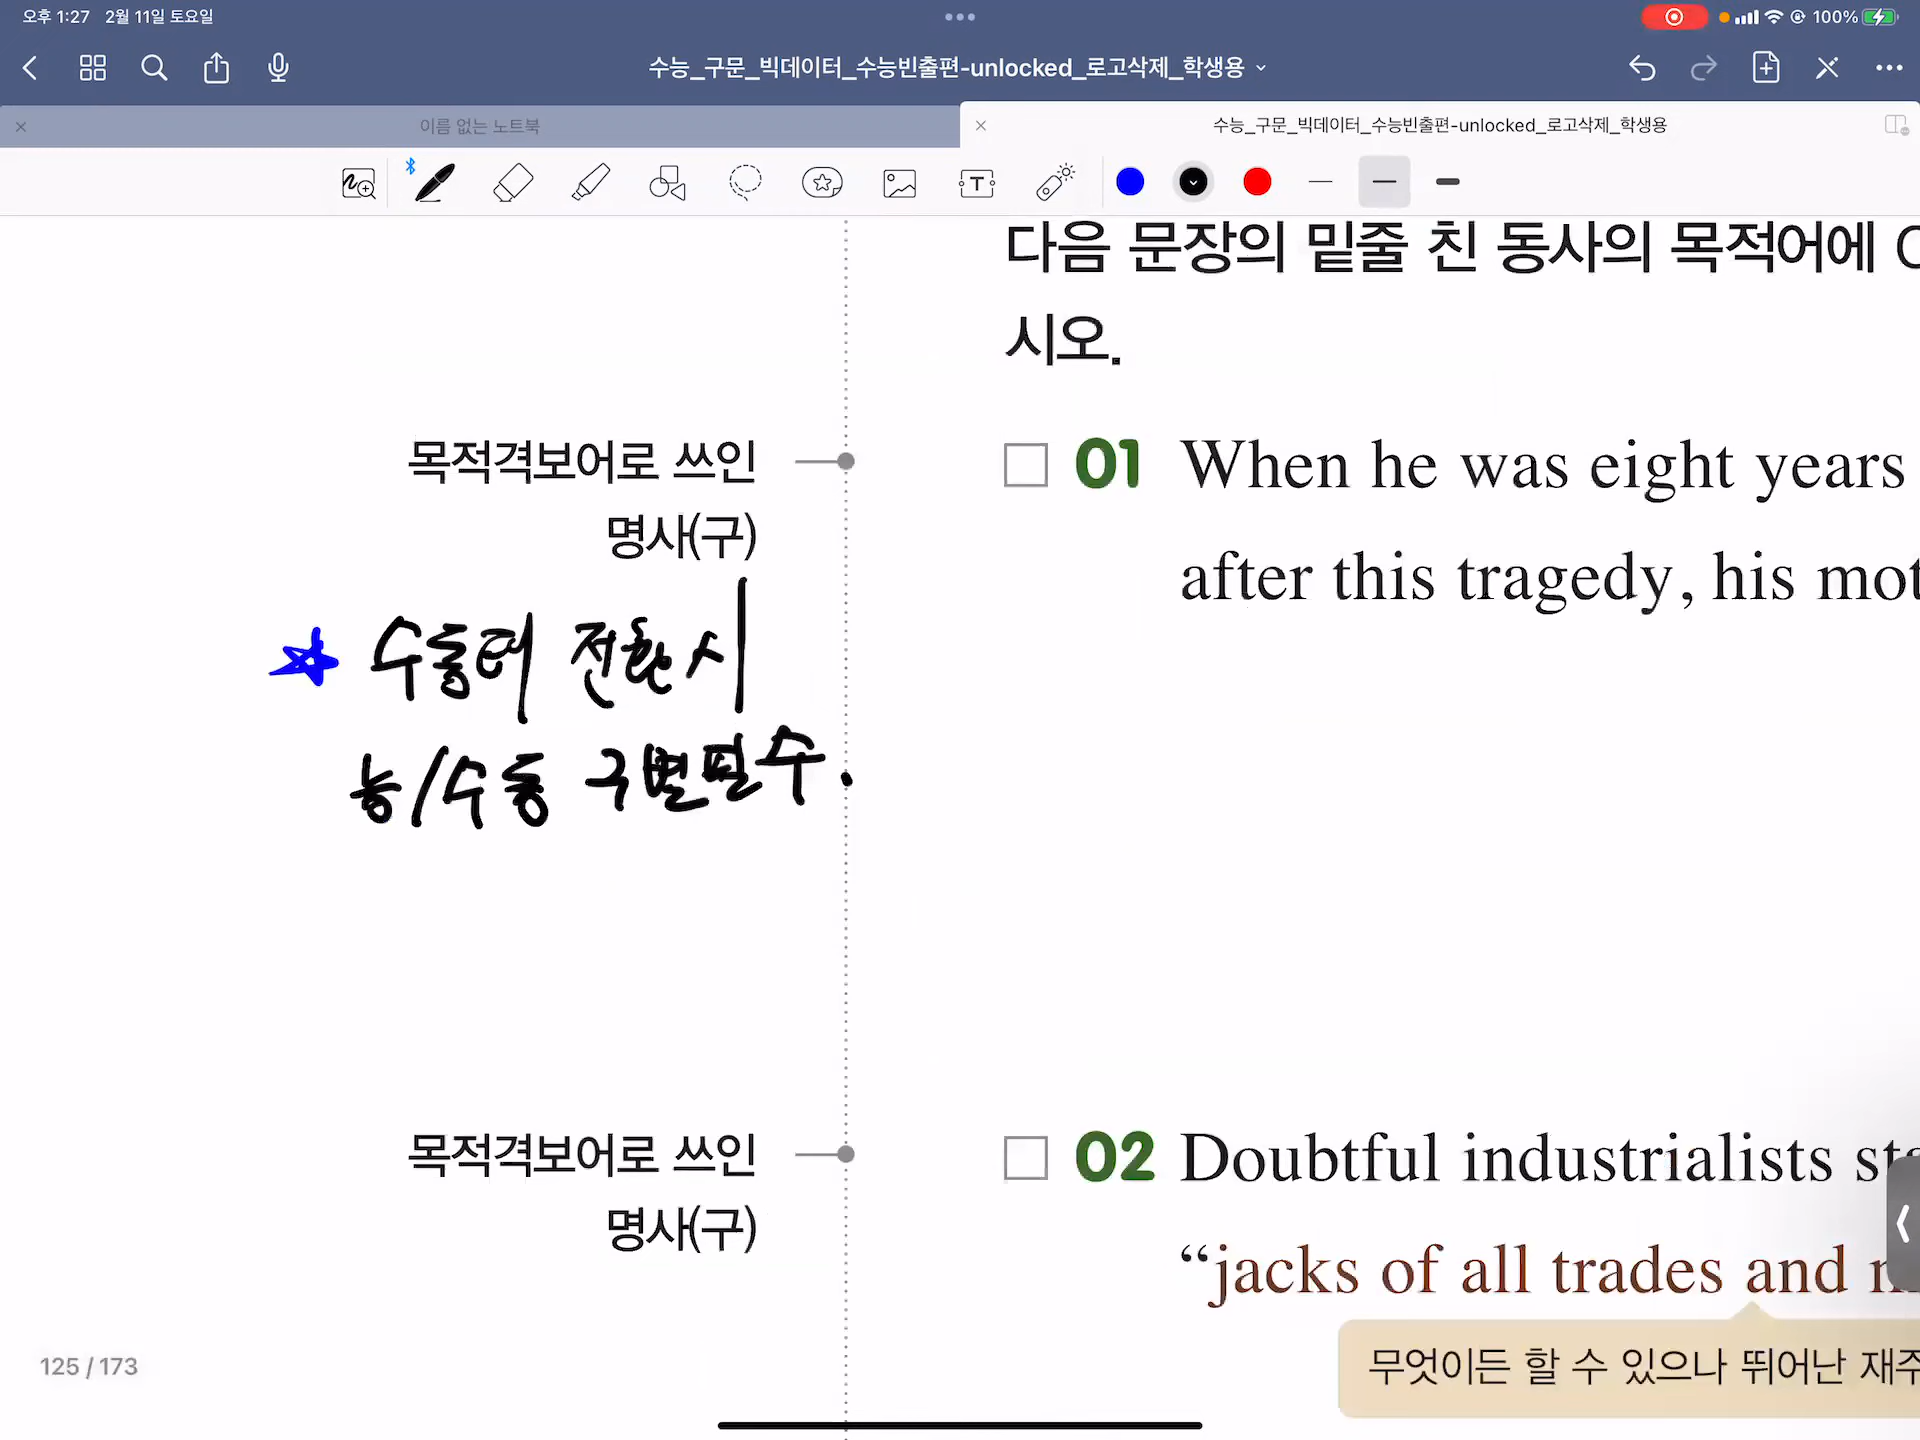 오후 1:27 2월 11일 토요일
100%
수능_구문_빅데이터_수능빈출편-unlocked_로고삭제_학생용
이름 없는 노트북
수능_구문_빅데이터_수능빈출편-unlocked_로고삭제_학생용
다음 문장의 밑줄 친 동사의 목적어에
시오.
목적격보어로 쓰인
명사(구)
01 When he was eight years
after this tragedy, his mot
수동태 전환시
능/수동 구별필수.
목적격보어로 쓰인
명사(구)
02 Doubtful industrialists sta
“jacks of all trades and
무엇이든 할 수 있으나 뛰어난 재주
125 / 173